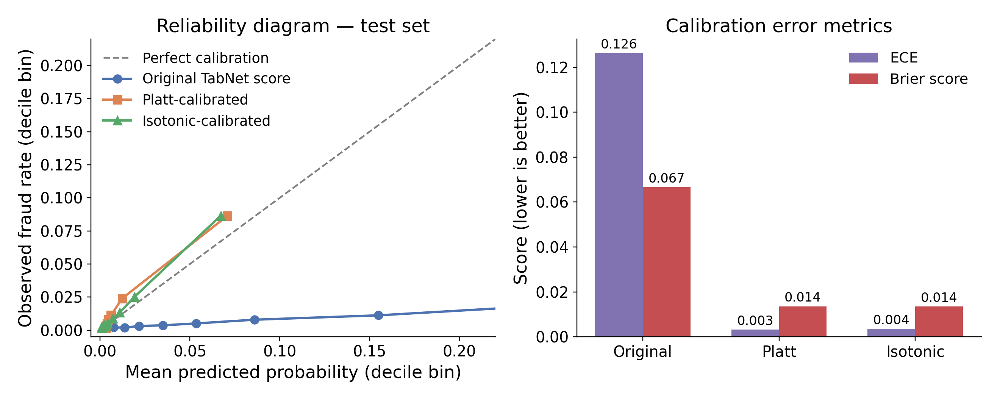 Reliability diagram — test set
Observed fraud rate (decile bin)
0.200
0.175
0.150
0.125
0.100
0.075
0.050
0.025
0.000
Perfect calibration
Original TabNet score
Platt-calibrated
Isotonic-calibrated
0.00 0.05 0.10 0.15 0.20
Mean predicted probability (decile bin)
Calibration error metrics
Score (lower is better)
0.12
0.10
0.08
0.06
0.04
0.02
0.00
ECE
Brier score
0.126
0.067
0.003
0.014
0.004
0.014
Original Platt Isotonic